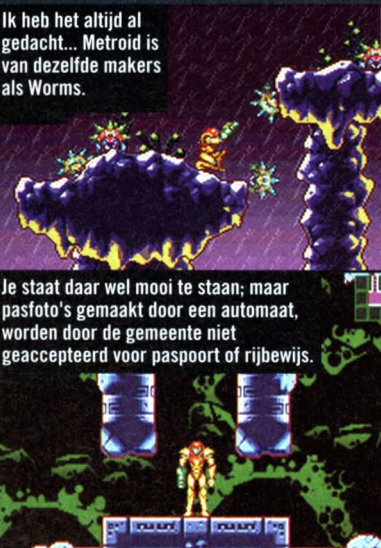 Ik heb het altijd al
gedacht... Metroid is
van dezelfde makers
als Worms.
Je staat daar wel mooi te staan; maar
pasfoto's gemaakt door een automaat,
worden door de gemeente niet
geaccepteerd voor paspoort of rijbewijs.